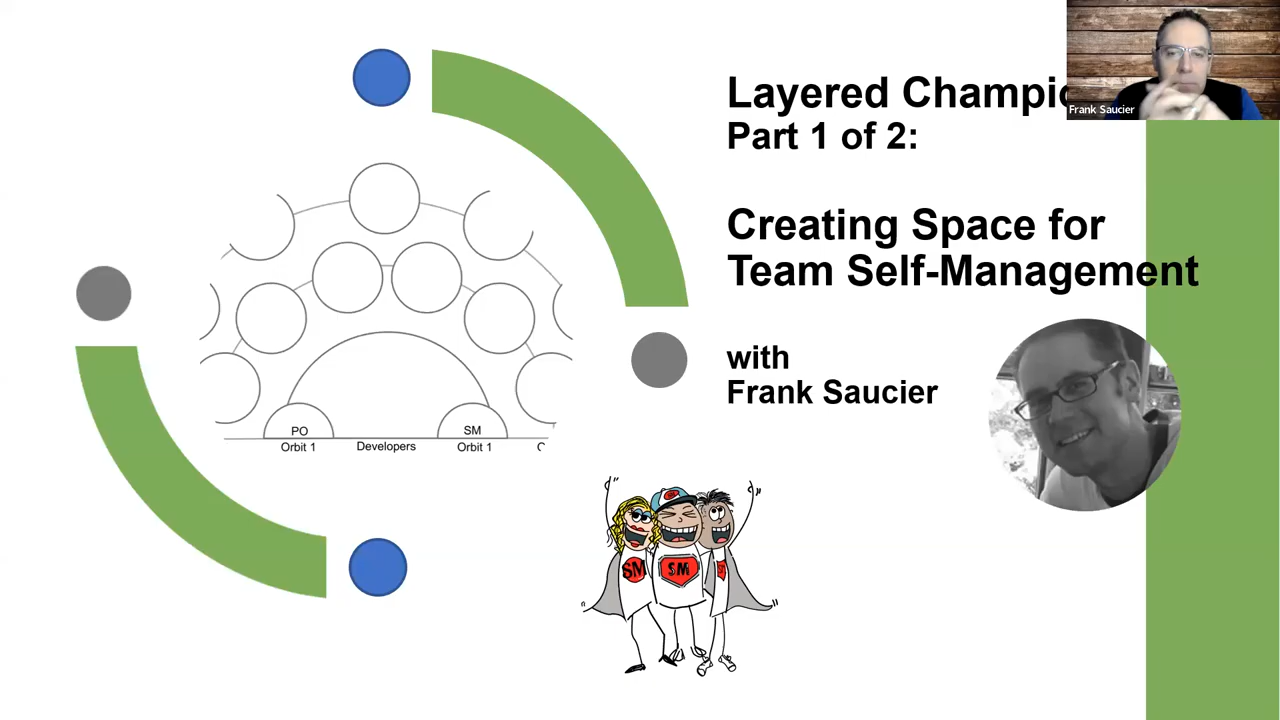 Layered Champi
Frank Saucier
Part 1 of 2:
Creating Space for
Team Self-Management
with
Frank Saucier
PO
SM
Orbit 1
Developers
Orbit 1
SM
SM